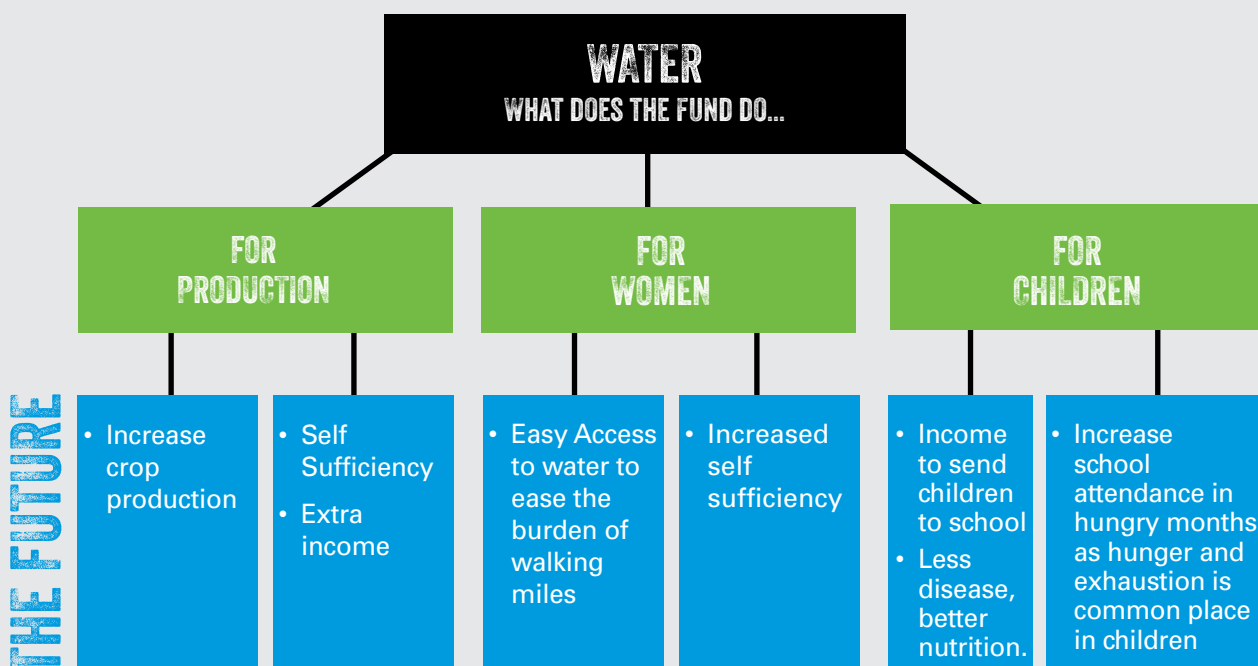 WATER
WHAT DOES THE FUND DO...
FOR
PRODUCTION
FOR
WOMEN
FOR
CHILDREN
THE FUTURE
• Increase
crop
production
• Self
Sufficiency
• Extra
income
• Easy Access
to water to
ease the
burden of
walking
miles
• Increased
self
sufficiency
• Income
to send
children
to school
• Less
disease,
better
nutrition.
• Increase
school
attendance in
hungry months
as hunger and
exhaustion is
common place
in children